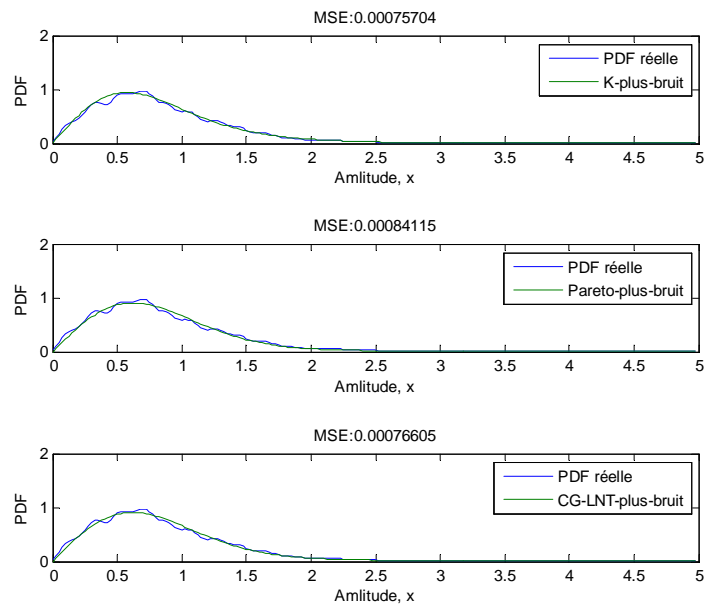 MSE:0.00075704
PDF
2
1
0
PDF réelle
K-plus-bruit
0 0.5 1 1.5 2 2.5 3 3.5 4 4.5 5
Amlitude, x
MSE:0.00084115
PDF
2
1
0
PDF réelle
Pareto-plus-bruit
0 0.5 1 1.5 2 2.5 3 3.5 4 4.5 5
Amlitude, x
MSE:0.00076605
PDF
2
1
0
PDF réelle
CG-LNT-plus-bruit
0 0.5 1 1.5 2 2.5 3 3.5 4 4.5 5
Amlitude, x